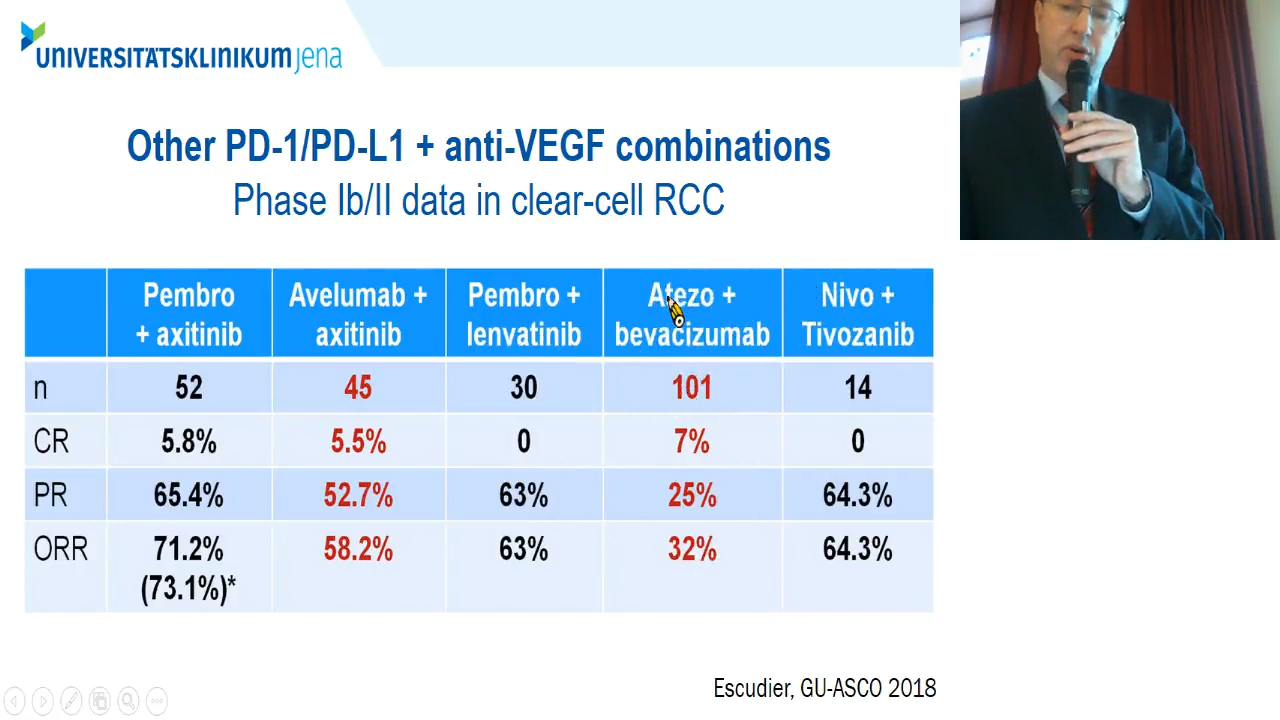 UNIVERSITÄTSKLINIKUM jena
Other PD-1/PD-L1 + anti-VEGF combinations
Phase Ib/II data in clear-cell RCC
Pembro + axitinib Avelumab + axitinib Pembro + lenvatinib Atezo + bevacizumab Nivo + Tivozanib
n 52 45 30 101 14
CR 5.8% 5.5% 0 7% 0
PR 65.4% 52.7% 63% 25% 64.3%
ORR 71.2% (73.1%)* 58.2% 63% 32% 64.3%
Escudier, GU-ASCO 2018